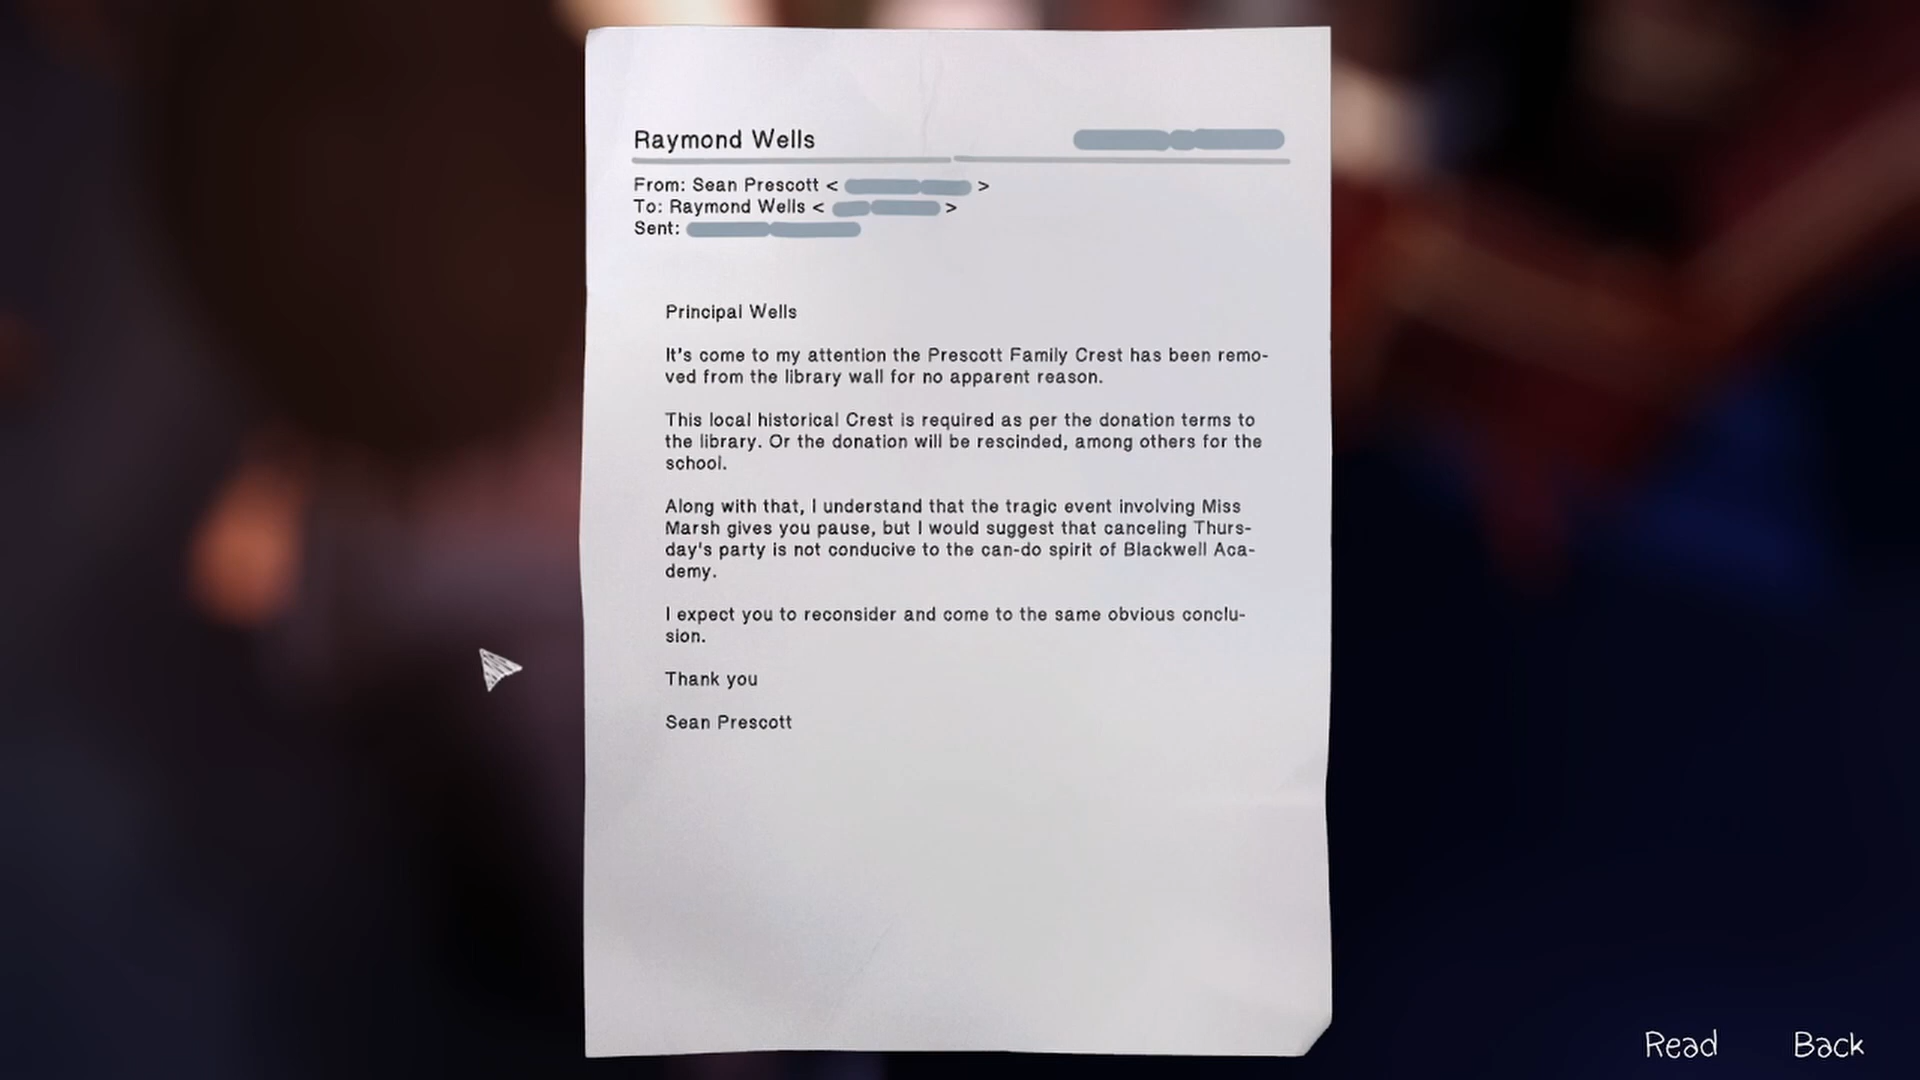 Raymond Wells
From: Sean Prescott < >
To: Raymond Wells < >
Sent:
Principal Wells
It's come to my attention the Prescott Family Crest has been remo-
ved from the library wall for no apparent reason.
This local historical Crest is required as per the donation terms to
the library. Or the donation will be rescinded, among others for the
school.
Along with that, I understand that the tragic event involving Miss
Marsh gives you pause, but I would suggest that canceling Thurs-
day's party is not conducive to the can-do spirit of Blackwell Aca-
demy.
I expect you to reconsider and come to the same obvious conclu-
sion.
Thank you
Sean Prescott
Read Back